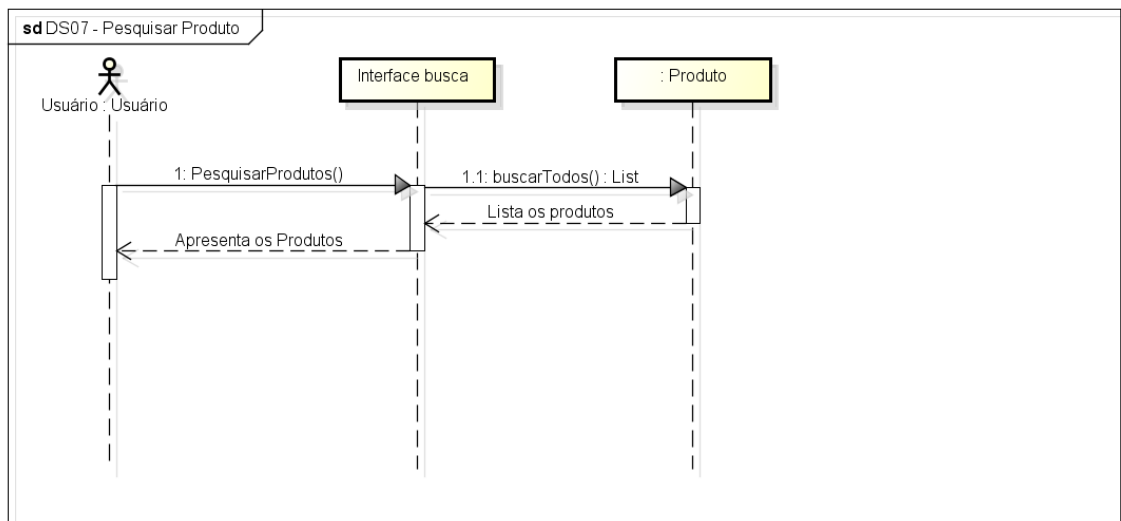 sd DS07 - Pesquisar Produto
Usuário : Usuário
Interface busca
: Produto
1: PesquisarProdutos()
1.1: buscarTodos() : List
Lista os produtos
Apresenta os Produtos